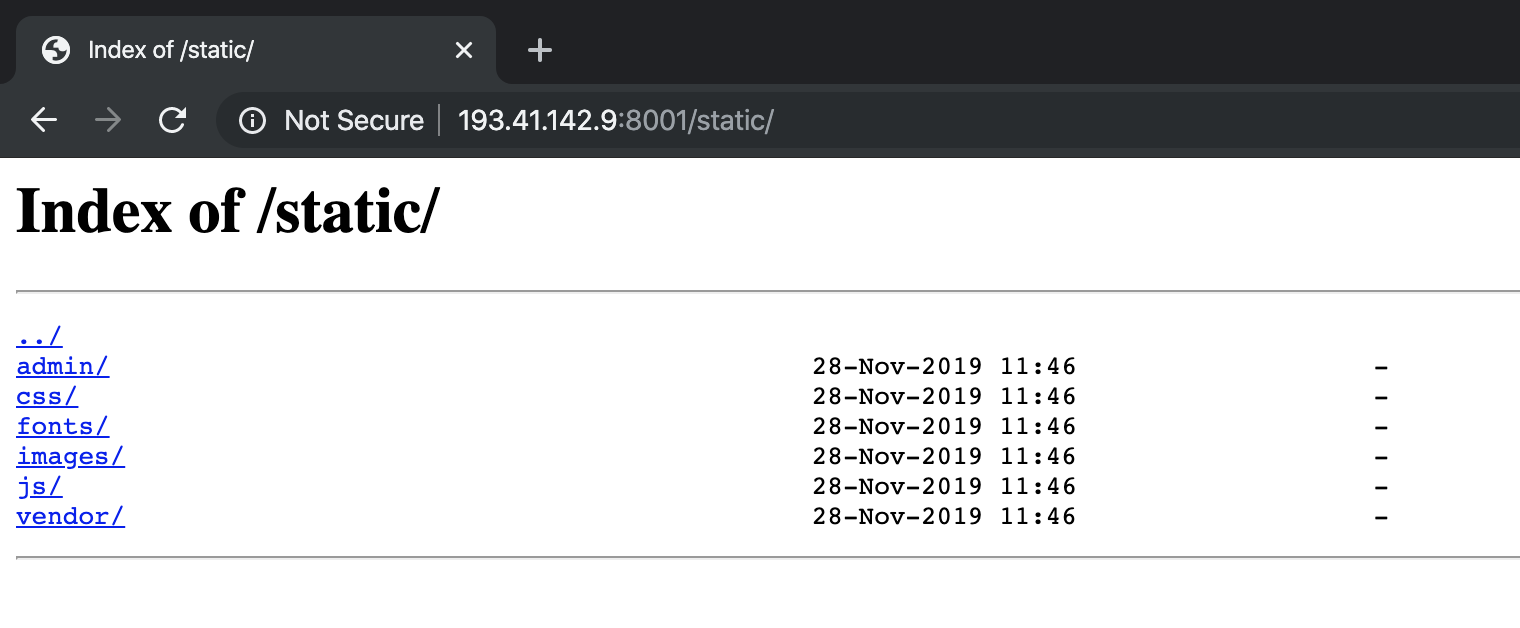 Index of /static/
Not Secure 193.41.142.9:8001/static/
Index of /static/
../
admin/ 28-Nov-2019 11:46 -
css/ 28-Nov-2019 11:46 -
fonts/ 28-Nov-2019 11:46 -
images/ 28-Nov-2019 11:46 -
js/ 28-Nov-2019 11:46 -
vendor/ 28-Nov-2019 11:46 -